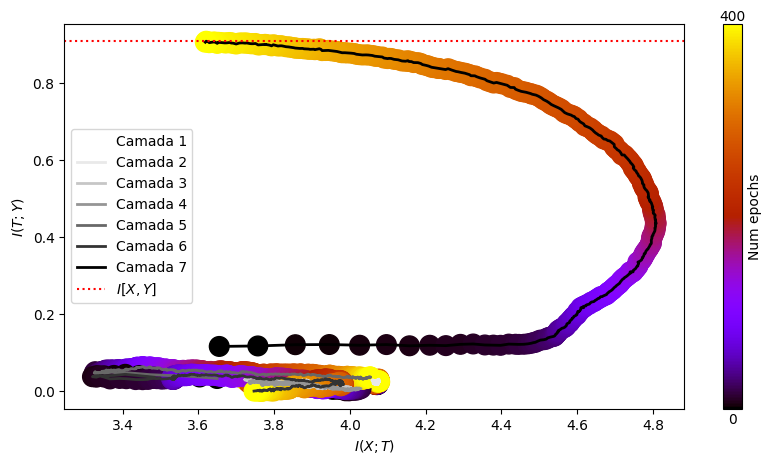 400
0.8
0.6
0.4
0.2
0.0
I(T; Y)
Camada 1
Camada 2
Camada 3
Camada 4
Camada 5
Camada 6
Camada 7
I[X, Y]
3.4 3.6 3.8 4.0 4.2 4.4 4.6 4.8
I(X; T)
Num epochs
0